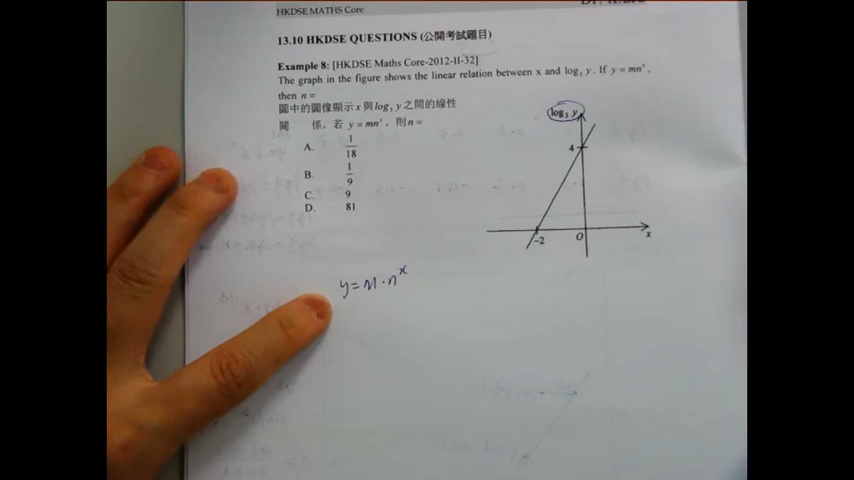 HKDSE MATHS Core
13.10 HKDSE QUESTIONS (公開考試題目)
Example 8: [HKDSE Maths Core-2012-II-32]
The graph in the figure shows the linear relation between x and log₃ y. If y = mnˣ,
then n =
圖中的圖像顯示 x 與 log₃ y 之間的線性
關 係，若 y = mnˣ，則 n =
A. 1/18
B. 1/9
C. 9
D. 81
log₃ y
4
-2
O
x
y = m · nˣ